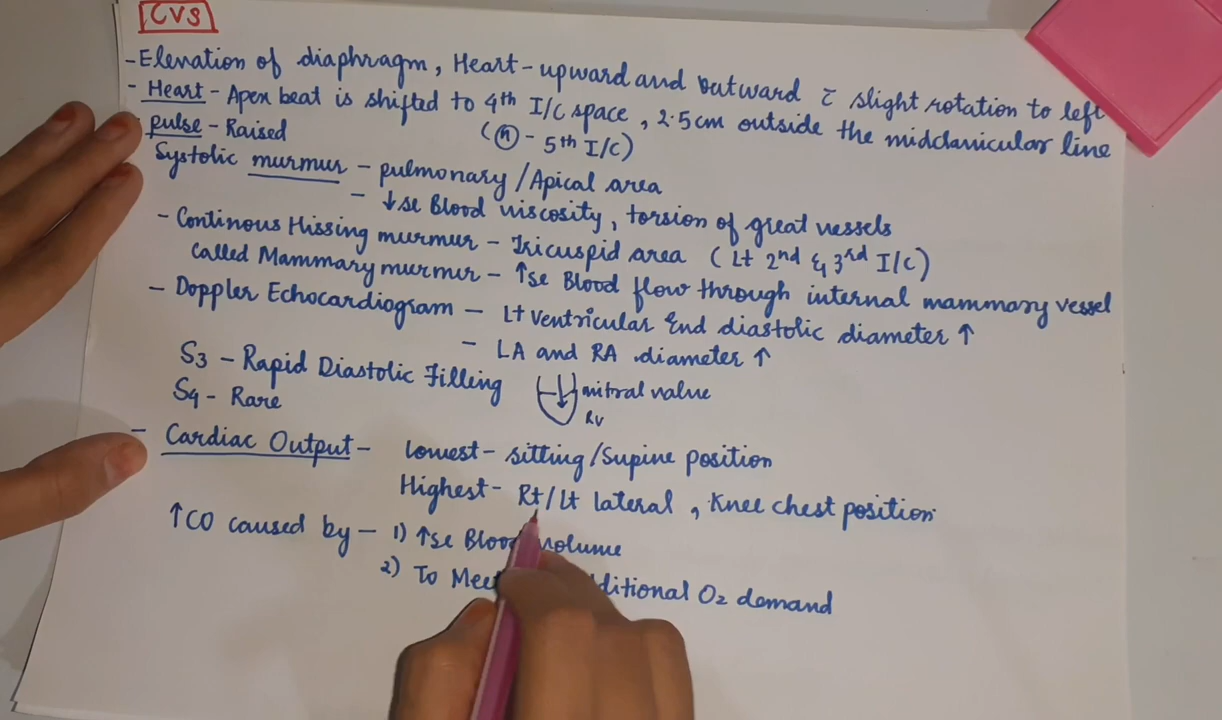 CVS
- Elevation of diaphragm, Heart - upward and outward c̄ slight rotation to left
- Heart - Apex beat is shifted to 4th I/C space, 2.5cm outside the midclavicular line
(n - 5th I/C)
pulse - Raised
Systolic murmur - pulmonary/Apical area
- ↓se Blood viscosity, torsion of great vessels
- Continous Hissing murmur - Tricuspid area (Lt 2nd & 3rd I/C)
called Mammary murmur - ↑se Blood flow through internal mammary vessel
- Doppler Echocardiogram - Lt ventricular End diastolic diameter ↑
- LA and RA diameter ↑
S3 - Rapid Diastolic Filling
mitral valve
S4 - Rare
RV
- Cardiac Output - lowest - sitting/Supine position
Highest - Rt/Lt lateral, Knee chest position
↑CO caused by - 1) ↑se Blood volume
2) To Meet ditional O2 demand